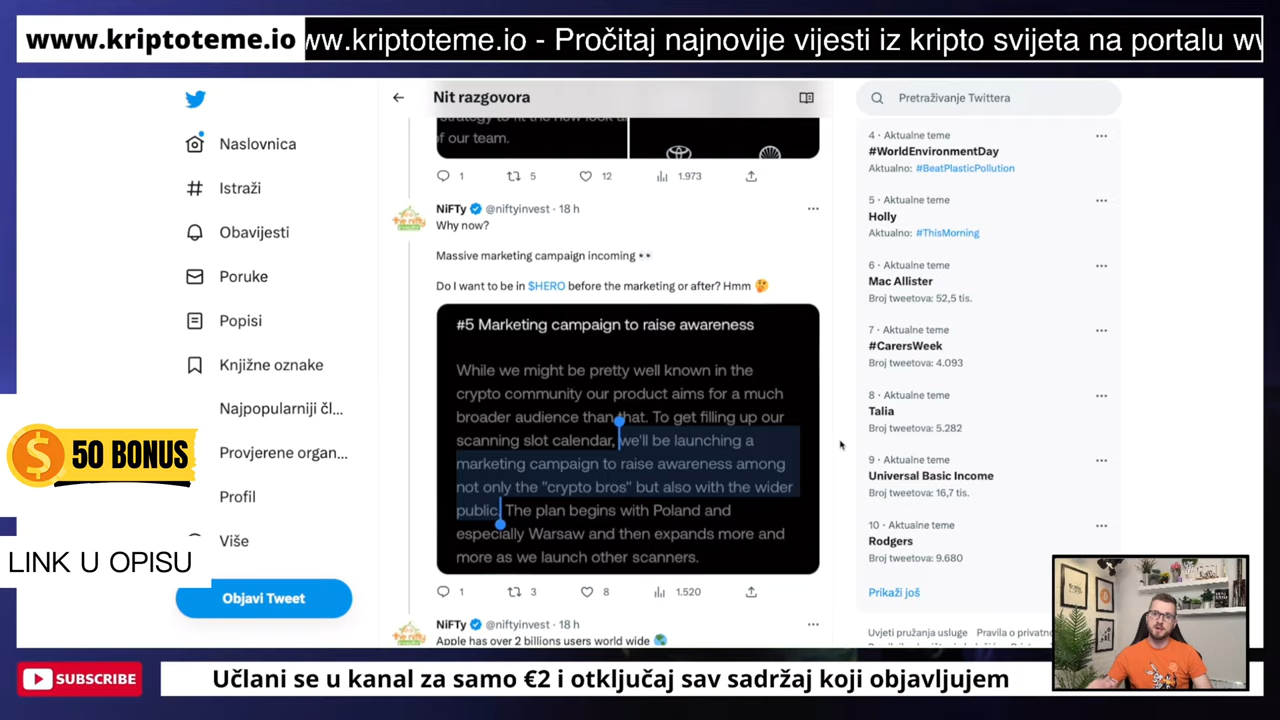 www.kriptoteme.io
ww.kriptoteme.io - Pročitaj najnovije vijesti iz kripto svijeta na portalu
Naslovnica
Istraži
Obavijesti
Poruke
Popisi
Knjižne oznake
Najpopularniji čl...
Provjerene organ...
Profil
Više
Objavi Tweet
50 BONUS
LINK U OPISU
Nit razgovora
strategy to fit the new look a
of our team.
1 5 12 1.973
NiFTy @niftyinvest · 18 h
Why now?
Massive marketing campaign incoming 👀
Do I want to be in $HERO before the marketing or after? Hmm 🤔
#5 Marketing campaign to raise awareness
While we might be pretty well known in the
crypto community our product aims for a much
broader audience than that. To get filling up our
scanning slot calendar, we'll be launching a
marketing campaign to raise awareness among
not only the "crypto bros" but also with the wider
public. The plan begins with Poland and
especially Warsaw and then expands more and
more as we launch other scanners.
1 3 8 1.520
NiFTy @niftyinvest · 18 h
Apple has over 2 billions users world wide 🌎
Pretraživanje Twittera
4 · Aktualne teme
#WorldEnvironmentDay
Aktualno: #BeatPlasticPollution
5 · Aktualne teme
Holly
Aktualno: #ThisMorning
6 · Aktualne teme
Mac Allister
Broj tweetova: 52,5 tis.
7 · Aktualne teme
#CarersWeek
Broj tweetova: 4.093
8 · Aktualne teme
Talia
Broj tweetova: 5.282
9 · Aktualne teme
Universal Basic Income
Broj tweetova: 16,7 tis.
10 · Aktualne teme
Rodgers
Broj tweetova: 9.680
Prikaži još
Uvjeti pružanja usluge Pravila o privatno
SUBSCRIBE
Učlani se u kanal za samo €2 i otključaj sav sadržaj koji objavljujem